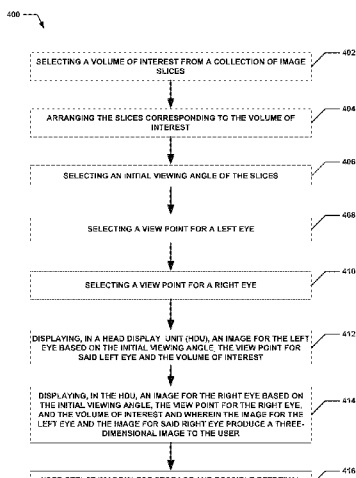 400
402
SELECTING A VOLUME OF INTEREST FROM A COLLECTION OF IMAGE
SLICES
404
ARRANGING THE SLICES CORRESPONDING TO THE VOLUME OF
INTEREST
406
SELECTING AN INITIAL VIEWING ANGLE OF THE SLICES
408
SELECTING A VIEW POINT FOR A LEFT EYE
410
SELECTING A VIEW POINT FOR A RIGHT EYE
412
DISPLAYING, IN A HEAD DISPLAY UNIT (HDU), AN IMAGE FOR THE LEFT
EYE BASED ON THE INITIAL VIEWING ANGLE, THE VIEW POINT FOR
SAID LEFT EYE AND THE VOLUME OF INTEREST
414
DISPLAYING, IN THE HDU, AN IMAGE FOR THE RIGHT EYE BASED ON
THE INITIAL VIEWING ANGLE, THE VIEW POINT FOR THE RIGHT EYE,
AND THE VOLUME OF INTEREST AND WHEREIN THE IMAGE FOR THE
LEFT EYE AND THE IMAGE FOR SAID RIGHT EYE PRODUCE A THREE-
DIMENSIONAL IMAGE TO THE USER
416